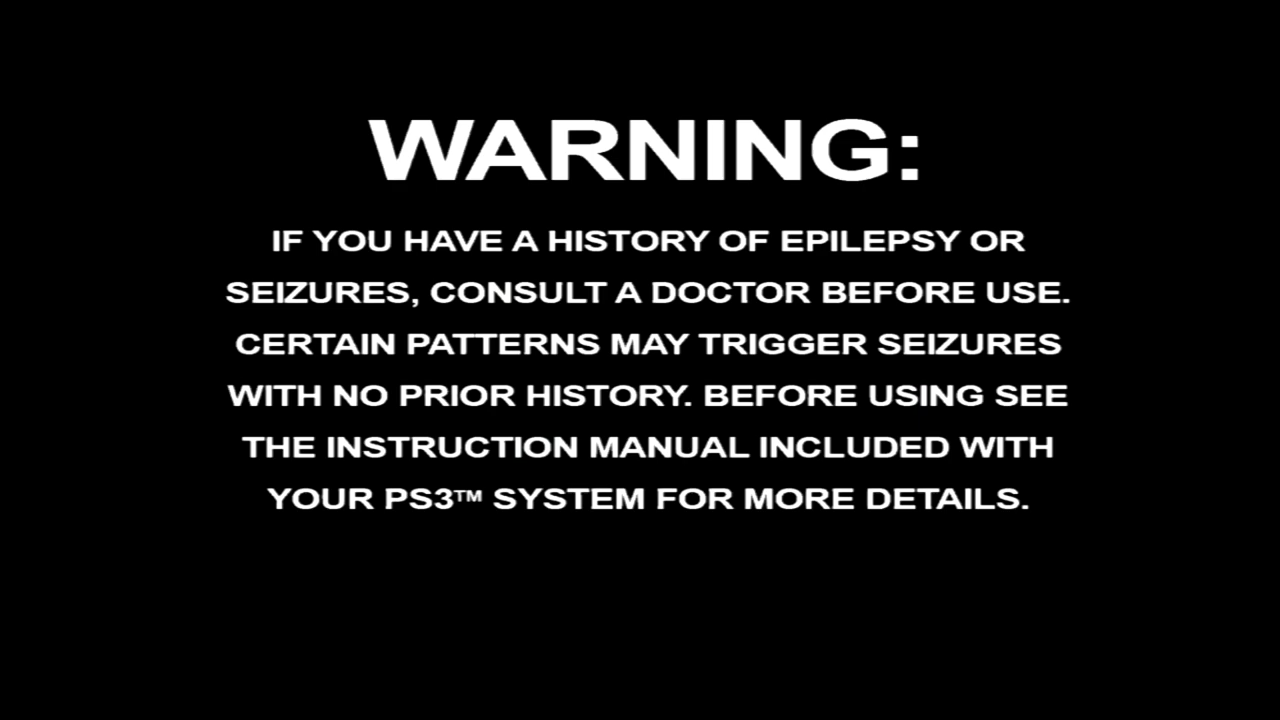 WARNING:
IF YOU HAVE A HISTORY OF EPILEPSY OR
SEIZURES, CONSULT A DOCTOR BEFORE USE.
CERTAIN PATTERNS MAY TRIGGER SEIZURES
WITH NO PRIOR HISTORY. BEFORE USING SEE
THE INSTRUCTION MANUAL INCLUDED WITH
YOUR PS3™ SYSTEM FOR MORE DETAILS.